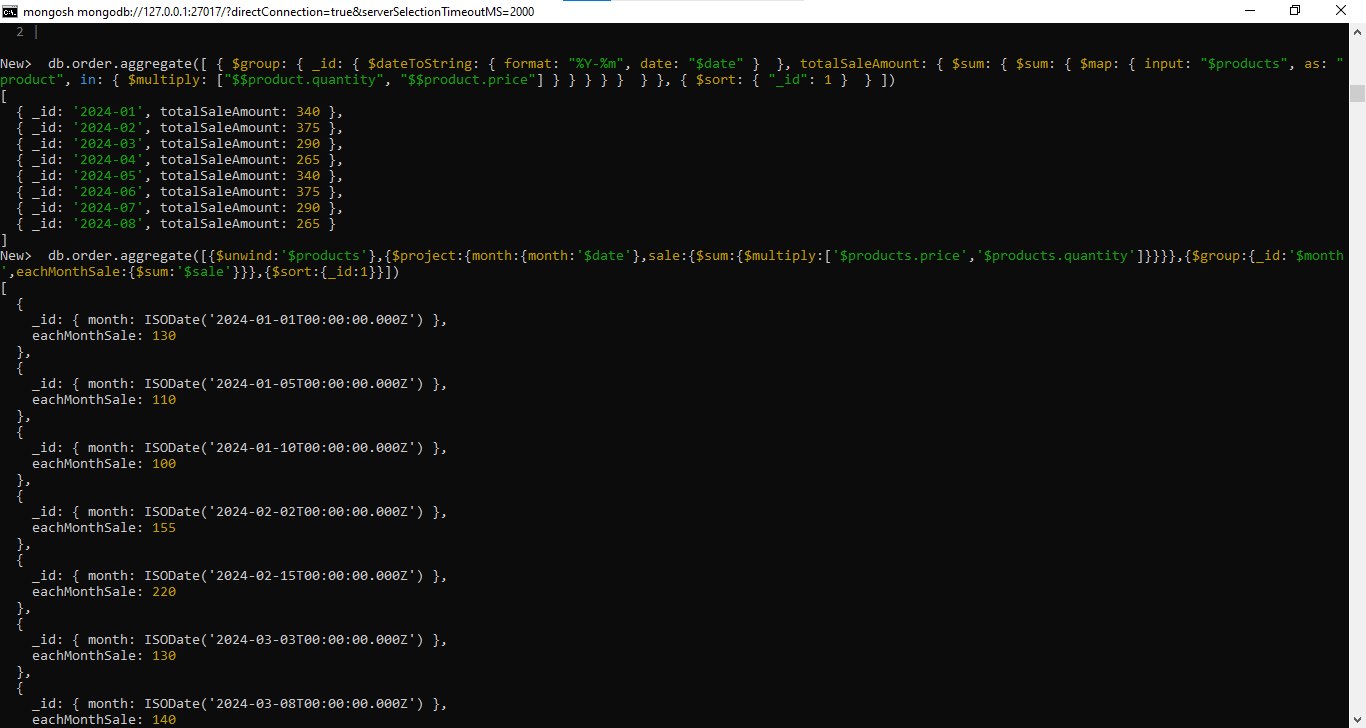 mongosh mongodb://127.0.0.1:27017/?directConnection=true&serverSelectionTimeoutMS=2000
2 |
New>  db.order.aggregate([ { $group: { _id: { $dateToString: { format: "%Y-%m", date: "$date" }  }, totalSaleAmount: { $sum: { $sum: { $map: { input: "$products", as: "
product", in: { $multiply: ["$$product.quantity", "$$product.price"] } } } } }  } }, { $sort: { "_id": 1 }  } ])
[
  { _id: '2024-01', totalSaleAmount: 340 },
  { _id: '2024-02', totalSaleAmount: 375 },
  { _id: '2024-03', totalSaleAmount: 290 },
  { _id: '2024-04', totalSaleAmount: 265 },
  { _id: '2024-05', totalSaleAmount: 340 },
  { _id: '2024-06', totalSaleAmount: 375 },
  { _id: '2024-07', totalSaleAmount: 290 },
  { _id: '2024-08', totalSaleAmount: 265 }
]
New>  db.order.aggregate([{$unwind:'$products'},{$project:{month:{month:'$date'},sale:{$sum:{$multiply:['$products.price','$products.quantity']}}}},{$group:{_id:'$month
',eachMonthSale:{$sum:'$sale'}}},{$sort:{_id:1}}])
[
  {
    _id: { month: ISODate('2024-01-01T00:00:00.000Z') },
    eachMonthSale: 130
  },
  {
    _id: { month: ISODate('2024-01-05T00:00:00.000Z') },
    eachMonthSale: 110
  },
  {
    _id: { month: ISODate('2024-01-10T00:00:00.000Z') },
    eachMonthSale: 100
  },
  {
    _id: { month: ISODate('2024-02-02T00:00:00.000Z') },
    eachMonthSale: 155
  },
  {
    _id: { month: ISODate('2024-02-15T00:00:00.000Z') },
    eachMonthSale: 220
  },
  {
    _id: { month: ISODate('2024-03-03T00:00:00.000Z') },
    eachMonthSale: 130
  },
  {
    _id: { month: ISODate('2024-03-08T00:00:00.000Z') },
    eachMonthSale: 140